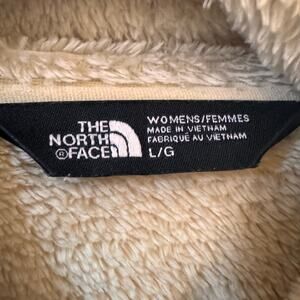 THE
NORTH
®FACE
WOMENS/FEMMES
MADE IN VIETNAM
FABRIQUÉ AU VIETNAM
L/G